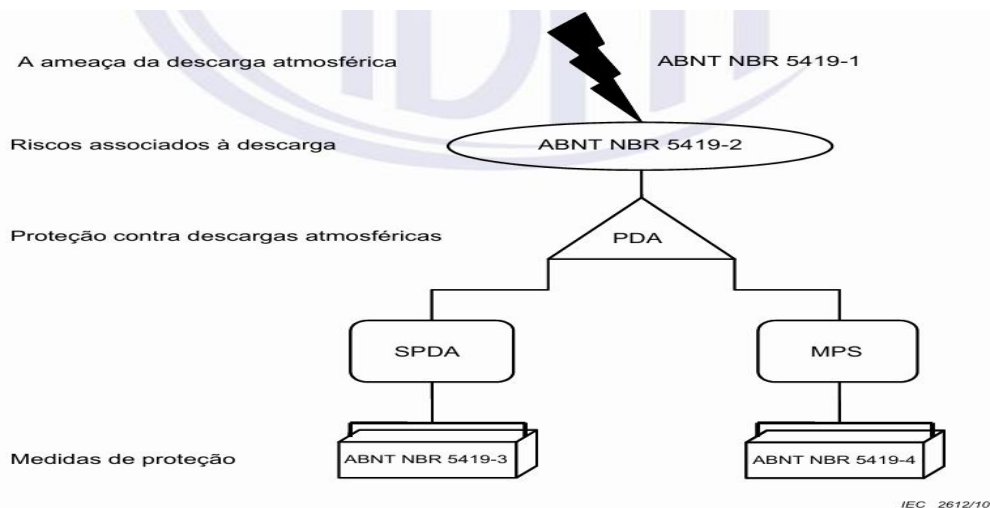 A ameaça da descarga atmosférica
ABNT NBR 5419-1
Riscos associados à descarga
ABNT NBR 5419-2
Proteção contra descargas atmosféricas
PDA
SPDA
MPS
Medidas de proteção
ABNT NBR 5419-3
ABNT NBR 5419-4
IEC 2612/10